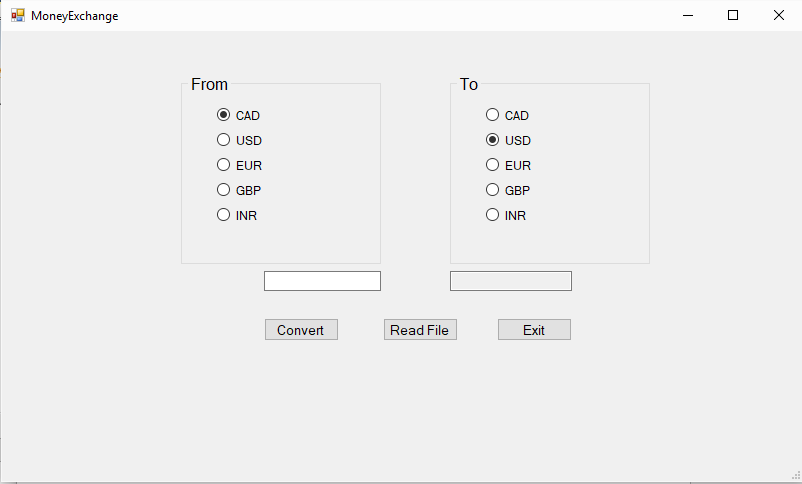 MoneyExchange
From
CAD
USD
EUR
GBP
INR
To
CAD
USD
EUR
GBP
INR
Convert
Read File
Exit